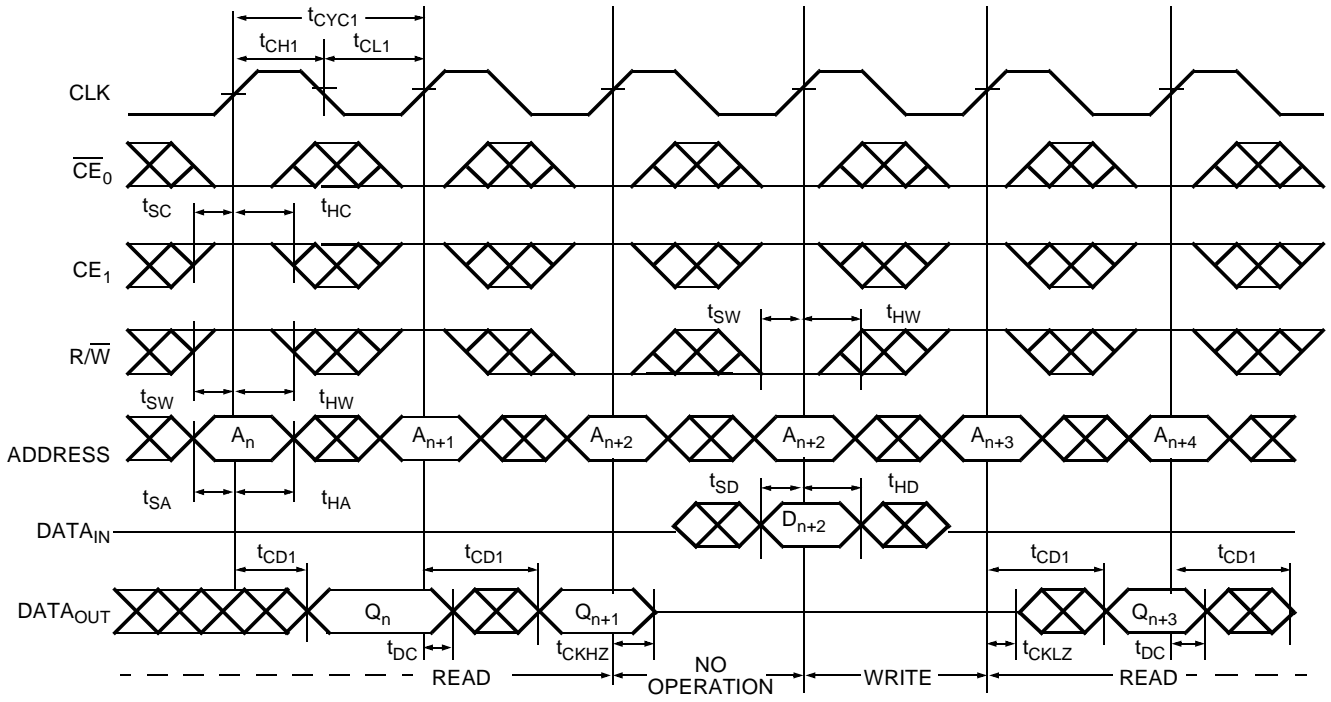 tCYC1
tCH1 tCL1
CLK
CE0
tSC tHC
CE1
tSW tHW
R/W
tSW tHW
An An+1 An+2 An+2 An+3 An+4
ADDRESS
tSA tHA tSD tHD
Dn+2
DATAIN
tCD1 tCD1 tCD1 tCD1
DATAOUT Qn Qn+1 Qn+3
tDC tCKHZ tCKLZ tDC
READ NO OPERATION WRITE READ